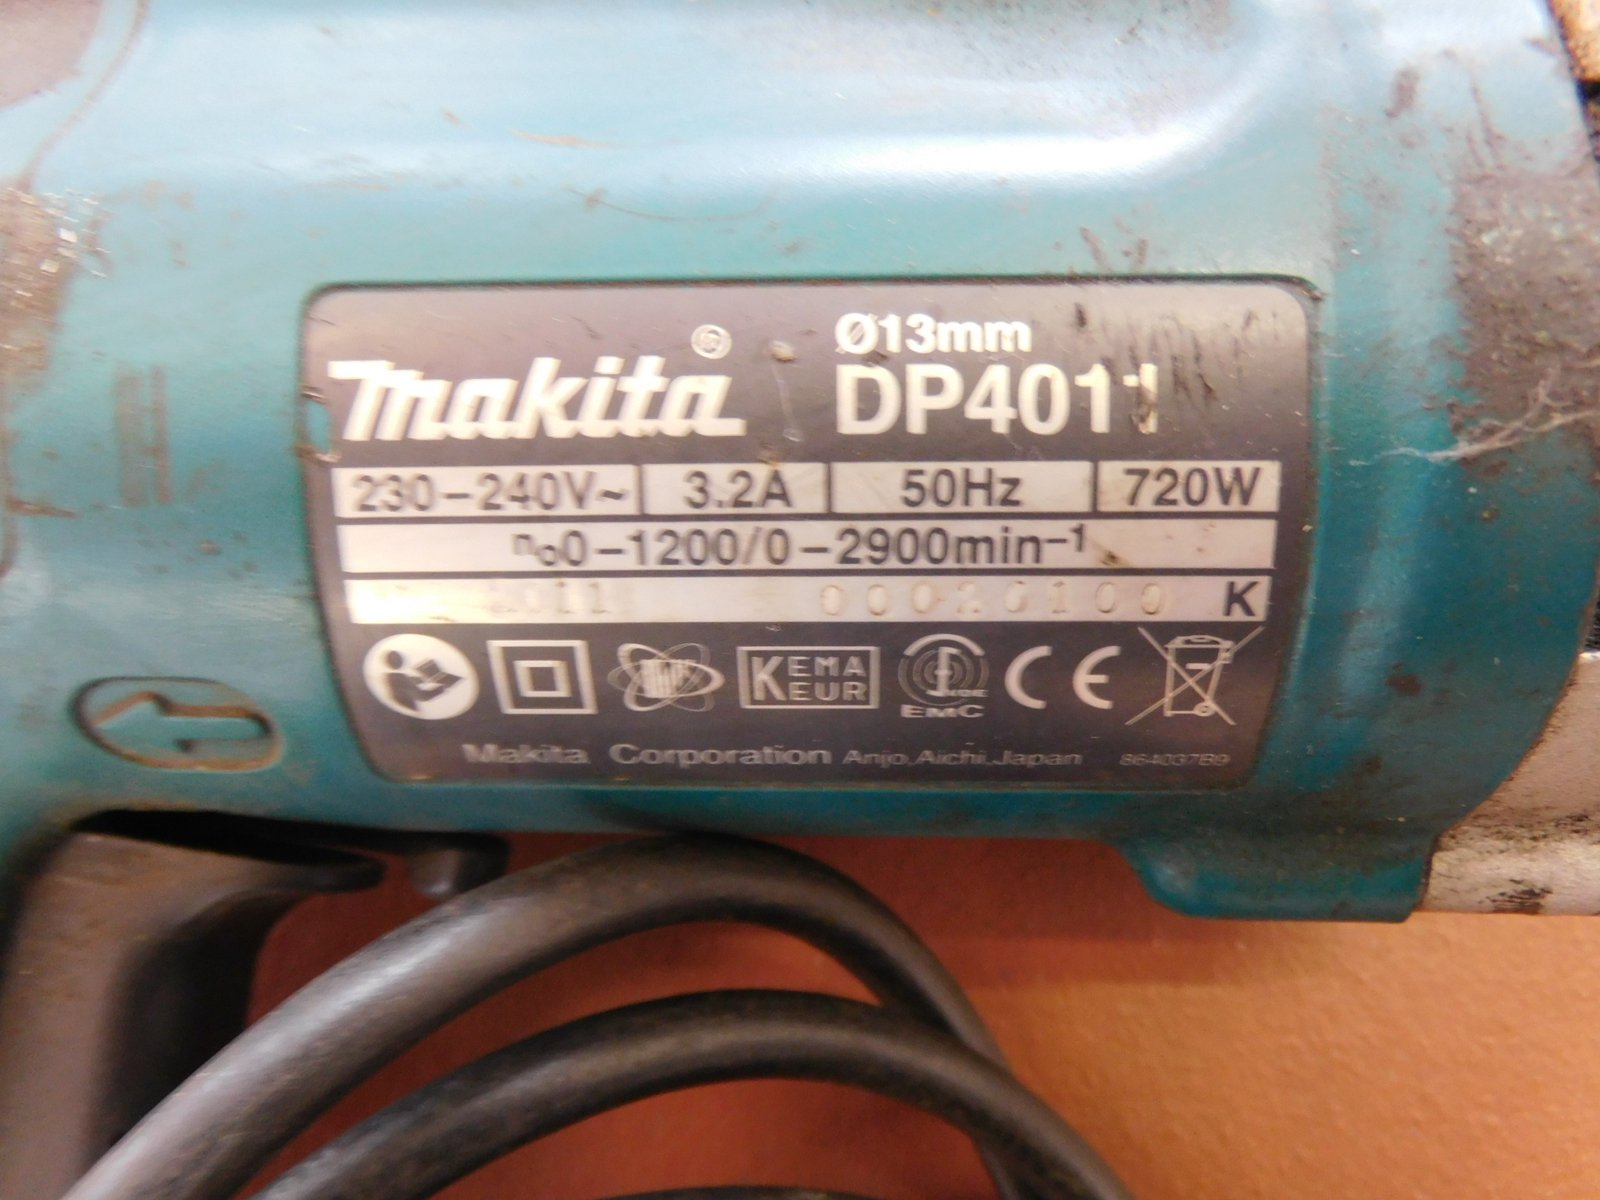 Makita® Ø13mm
DP4011
230-240V~ 3.2A 50Hz 720W
n₀0-1200/0-2900min⁻¹
2011 K
KEMA
KEUR
EMC
CE
Makita Corporation Anjo, Aichi, Japan 864037B9